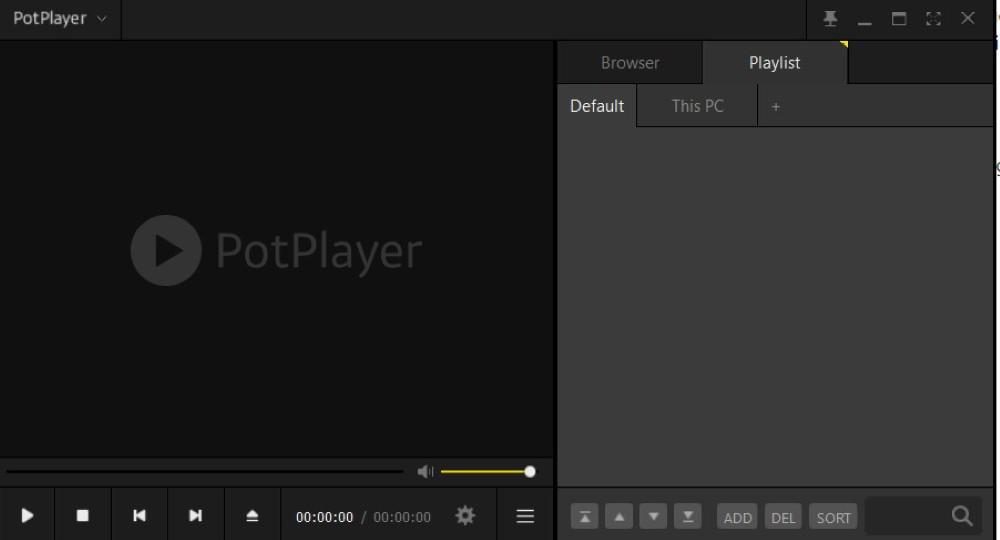 PotPlayer
Browser Playlist
Default This PC +
PotPlayer
00:00:00 / 00:00:00
ADD DEL SORT